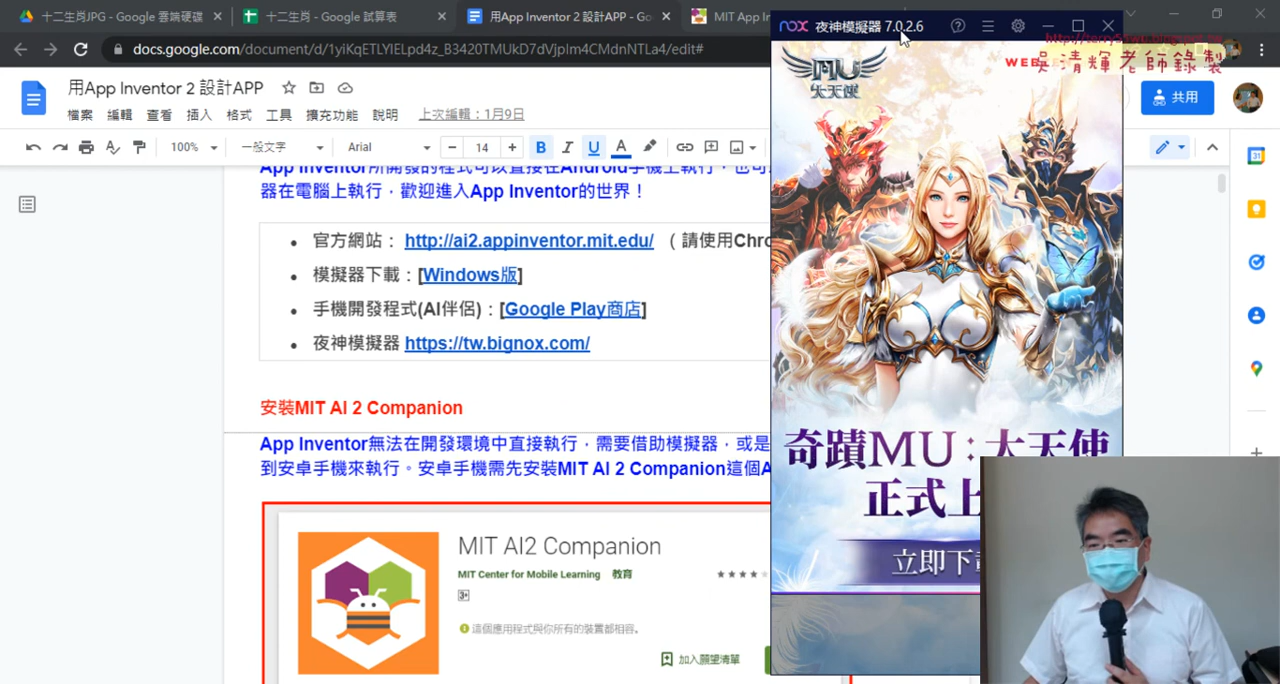 十二生肖JPG - Google 雲端硬碟
十二生肖 - Google 試算表
用App Inventor 2 設計APP - Go
MIT App In
nox 夜神模擬器 7.0.2.6
docs.google.com/document/d/1yiKqETLYlELpd4z_B3420TMUkD7dVjpIm4CMdnNTLa4/edit#
吳清輝老師錄製
用App Inventor 2 設計APP
檔案 編輯 查看 插入 格式 工具 擴充功能 說明 上次編輯：1月9日
共用
100% 一般文字 Arial 14 B I U A
MU
大天使
App Inventor所開發的程式可以直接在Android手機上執行，也可
器在電腦上執行，歡迎進入App Inventor的世界！
官方網站： http://ai2.appinventor.mit.edu/ （ 請使用Chro
模擬器下載：[Windows版]
手機開發程式(AI伴侶)：[Google Play商店]
夜神模擬器 https://tw.bignox.com/
安裝MIT AI 2 Companion
App Inventor無法在開發環境中直接執行，需要借助模擬器，或是
到安卓手機來執行。安卓手機需先安裝MIT AI 2 Companion這個A
奇蹟MU：大天使
正式上
立即下
MIT AI2 Companion
MIT Center for Mobile Learning 教育
3+
這個應用程式與你所有的裝置都相容。
加入願望清單
31